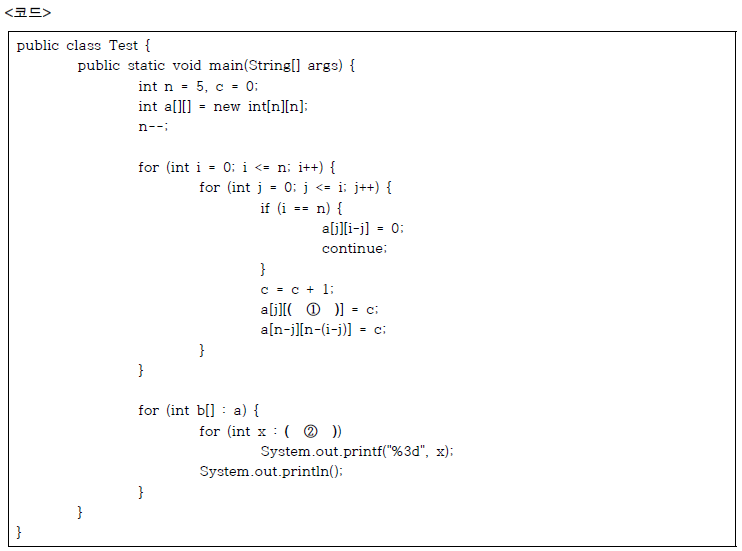 <코드>
public class Test {
public static void main(String[] args) {
int n = 5, c = 0;
int a[][] = new int[n][n];
n--;
for (int i = 0; i <= n; i++) {
for (int j = 0; j <= i; j++) {
if (i == n) {
a[j][i-j] = 0;
continue;
}
c = c + 1;
a[j][( ① )] = c;
a[n-j][n-(i-j)] = c;
}
}
for (int b[] : a) {
for (int x : ( ② ))
System.out.printf("%3d", x);
System.out.println();
}
}
}